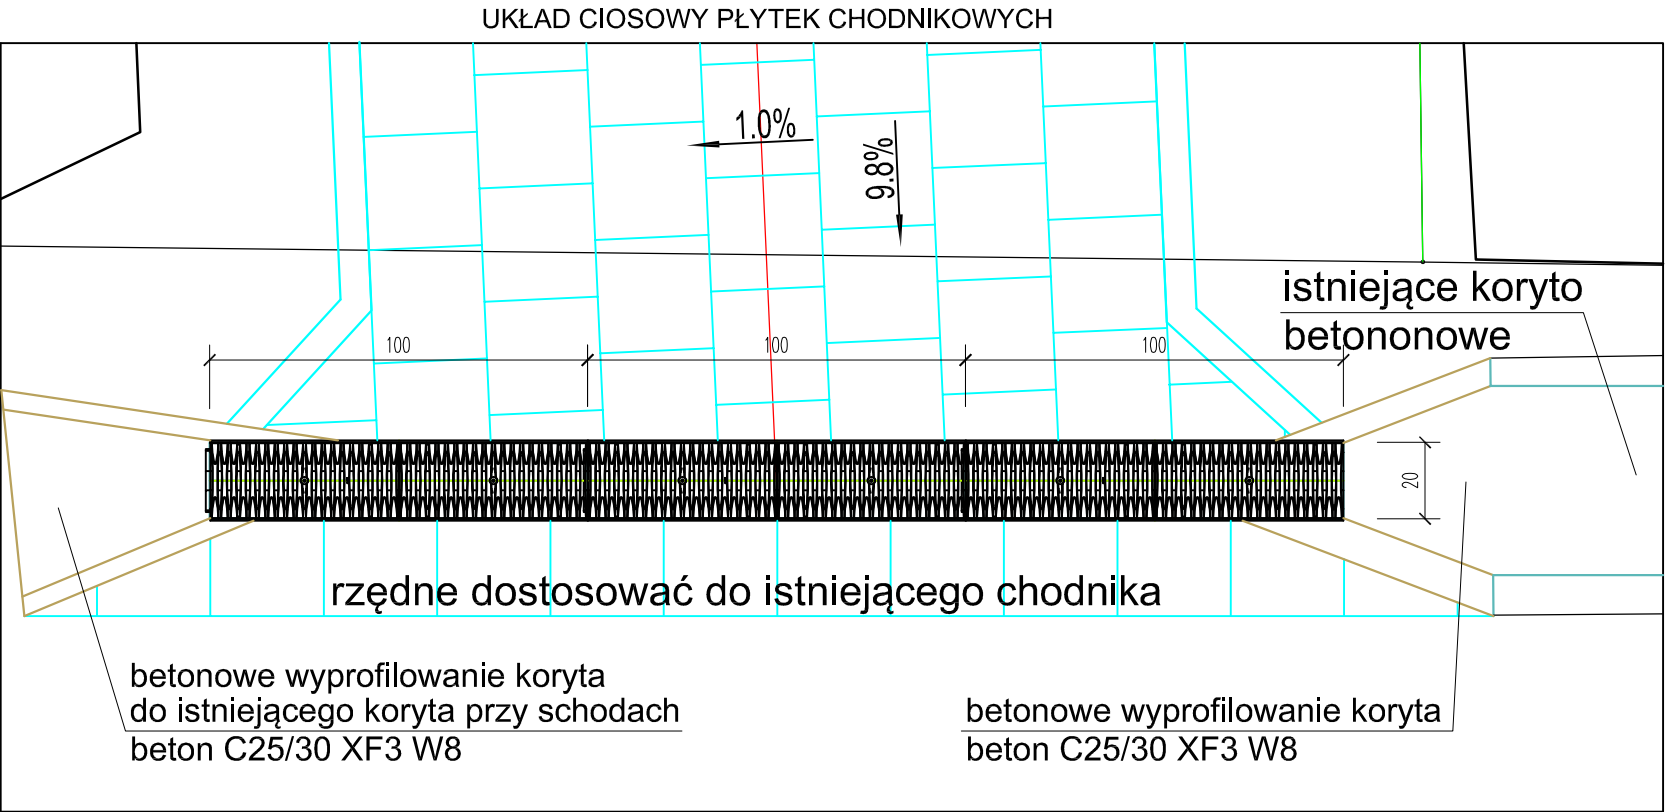 UKŁAD CIOSOWY PŁYTEK CHODNIKOWYCH
1.0%
9.8%
istniejące koryto
betononowe
100
100
100
20
rzędne dostosować do istniejącego chodnika
betonowe wyprofilowanie koryta
do istniejącego koryta przy schodach
beton C25/30 XF3 W8
betonowe wyprofilowanie koryta
beton C25/30 XF3 W8